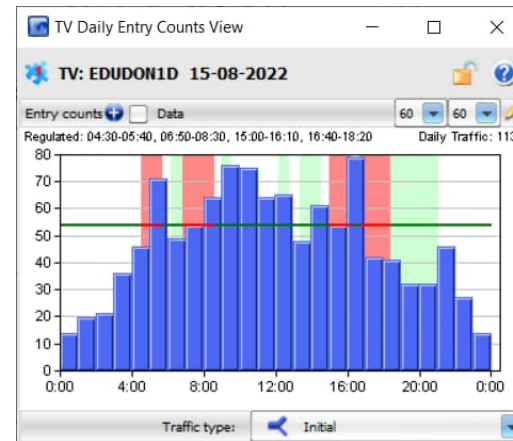 TV Daily Entry Counts View
TV: EDUDON1D 15-08-2022
Entry counts Data 60 60
Regulated: 04:30-05:40, 06:50-08:30, 15:00-16:10, 16:40-18:20 Daily Traffic: 113
80
70
60
50
40
30
20
10
0
0:00 4:00 8:00 12:00 16:00 20:00 0:00
Traffic type: Initial